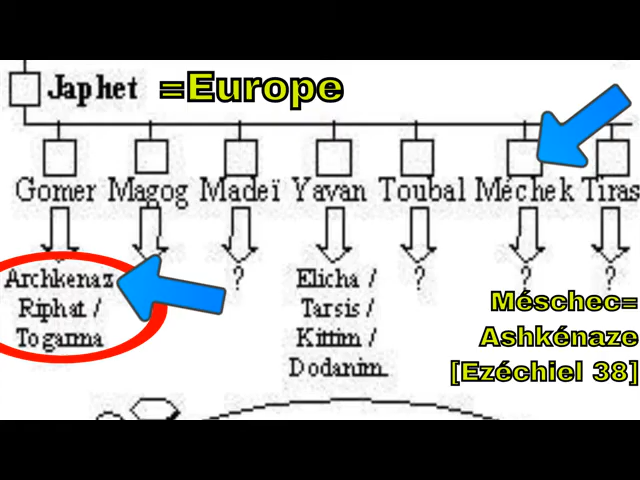 Japhet =Europe
Gomer Magog Madeï Yavan Toubal Méchek Tiras
Archkenaz ? Elicha / ? ? ?
Riphat / Tarsis /
Togarma Kittim /
Dodanim.
Méschec=
Ashkénaze
[Ezéchiel 38]